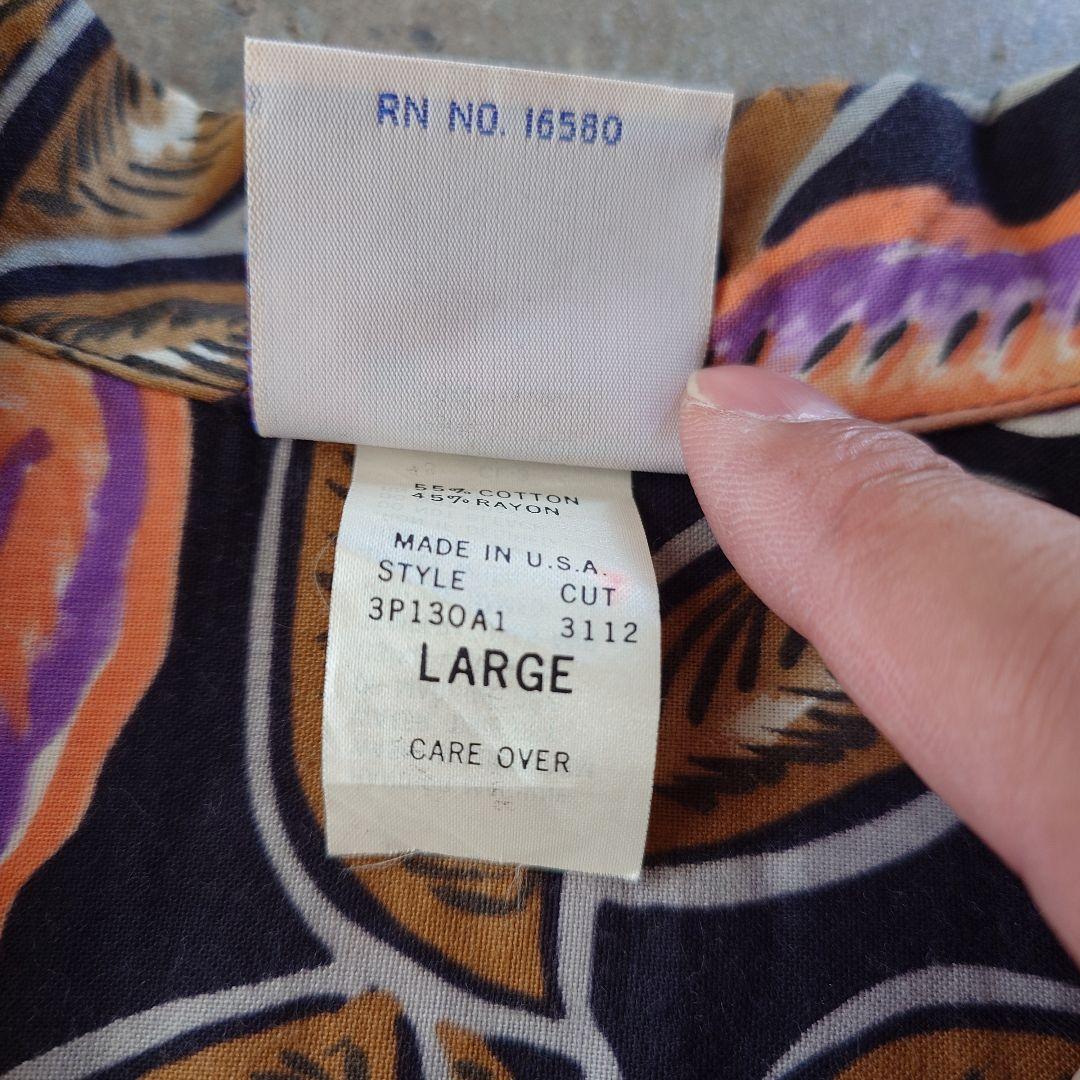 RN NO. 16580
55% COTTON
45% RAYON
MADE IN U.S.A.
STYLE CUT
3P130A1 3112
LARGE
CARE OVER